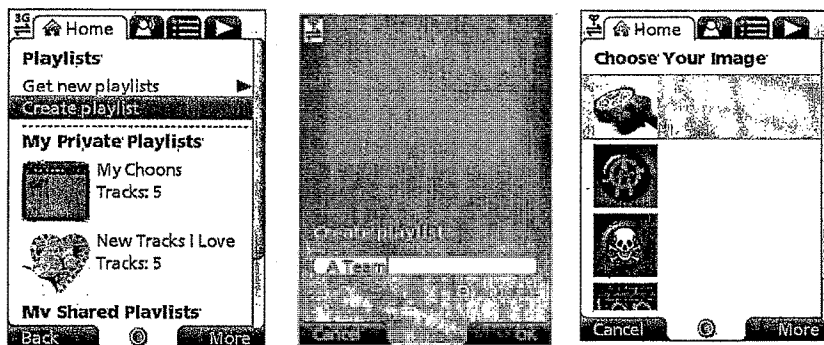 3G
Home
Playlists
Get new playlists
Create playlist
My Private Playlists
My Choons
Tracks: 5
New Tracks I Love
Tracks: 5
My Shared Playlists
Back
More
Create playlist
A Team
Cancel
OK
Home
Choose Your Image
Cancel
More